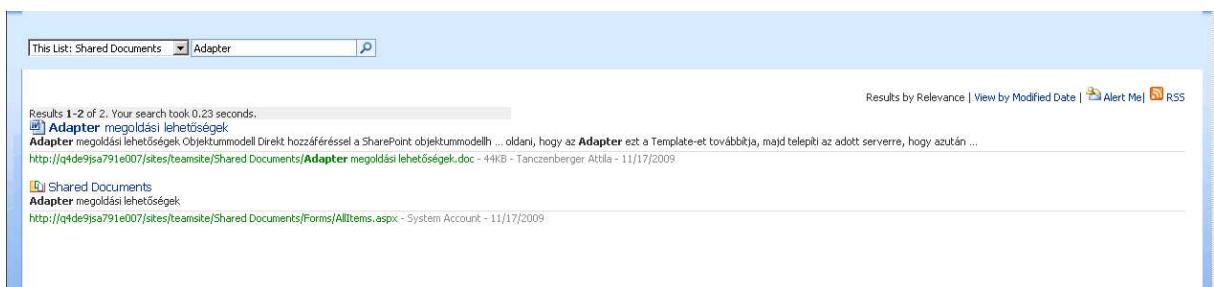 This List: Shared Documents Adapter
Results by Relevance | View by Modified Date | Alert Me| RSS
Results 1-2 of 2. Your search took 0.23 seconds.
Adapter megoldási lehetőségek
Adapter megoldási lehetőségek Objektummodell Direkt hozzáféréssel a SharePoint objektummodellh ... oldani, hogy az Adapter ezt a Template-et továbbítja, majd telepíti az adott serverre, hogy azután ...
http://q4de9jsa791e007/sites/teamsite/Shared Documents/Adapter megoldási lehetőségek.doc - 44KB - Tanczenberger Attila - 11/17/2009
Shared Documents
Adapter megoldási lehetőségek
http://q4de9jsa791e007/sites/teamsite/Shared Documents/Forms/AllItems.aspx - System Account - 11/17/2009